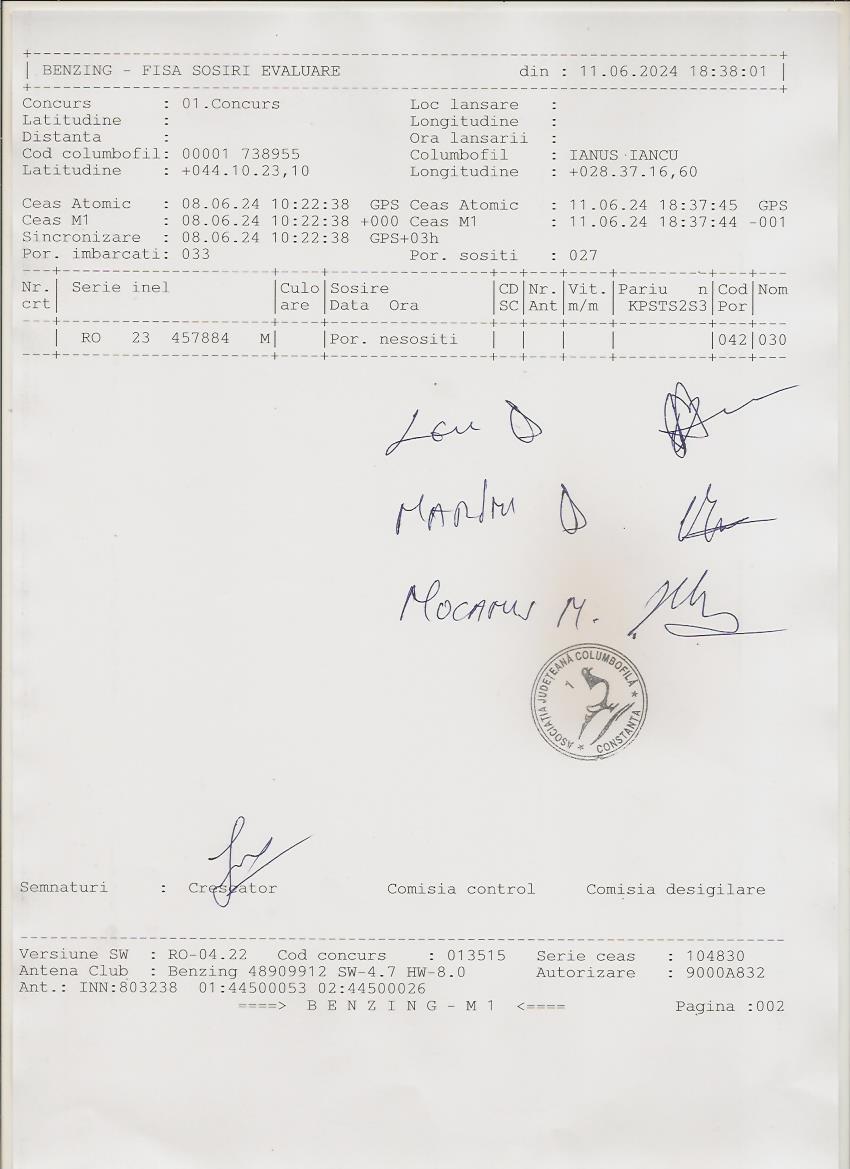 +------------------------------------------------------------------------------+
| BENZING - FISA SOSIRI EVALUARE din : 11.06.2024 18:38:01 |
+------------------------------------------------------------------------------+
Concurs : 01.Concurs Loc lansare :
Latitudine : Longitudine :
Distanta : Ora lansarii :
Cod columbofil: 00001 738955 Columbofil : IANUS IANCU
Latitudine : +044.10.23,10 Longitudine : +028.37.16,60
Ceas Atomic : 08.06.24 10:22:38 GPS Ceas Atomic : 11.06.24 18:37:45 GPS
Ceas M1 : 08.06.24 10:22:38 +000 Ceas M1 : 11.06.24 18:37:44 -001
Sincronizare : 08.06.24 10:22:38 GPS+03h
Por. imbarcati: 033 Por. sositi : 027
Nr. | Serie inel |Culo|Sosire |CD|Nr.|Vit.|Pariu n|Cod|Nom
crt| |are |Data Ora |SC|Ant|m/m | KPSTS2S3|Por|
| RO 23 457884 M| |Por. nesositi | | | | |042|030
Leu D
MARIN D
MOCANU M.
ASOCIAȚIA JUDEȚEANĂ COLUMBOFILĂ * CONSTANTA *
1
Semnaturi : Crescator Comisia control Comisia desigilare
Versiune SW : RO-04.22 Cod concurs : 013515 Serie ceas : 104830
Antena Club : Benzing 48909912 SW-4.7 HW-8.0 Autorizare : 9000A832
Ant.: INN:803238 01:44500053 02:44500026
====> B E N Z I N G - M 1 <==== Pagina :002